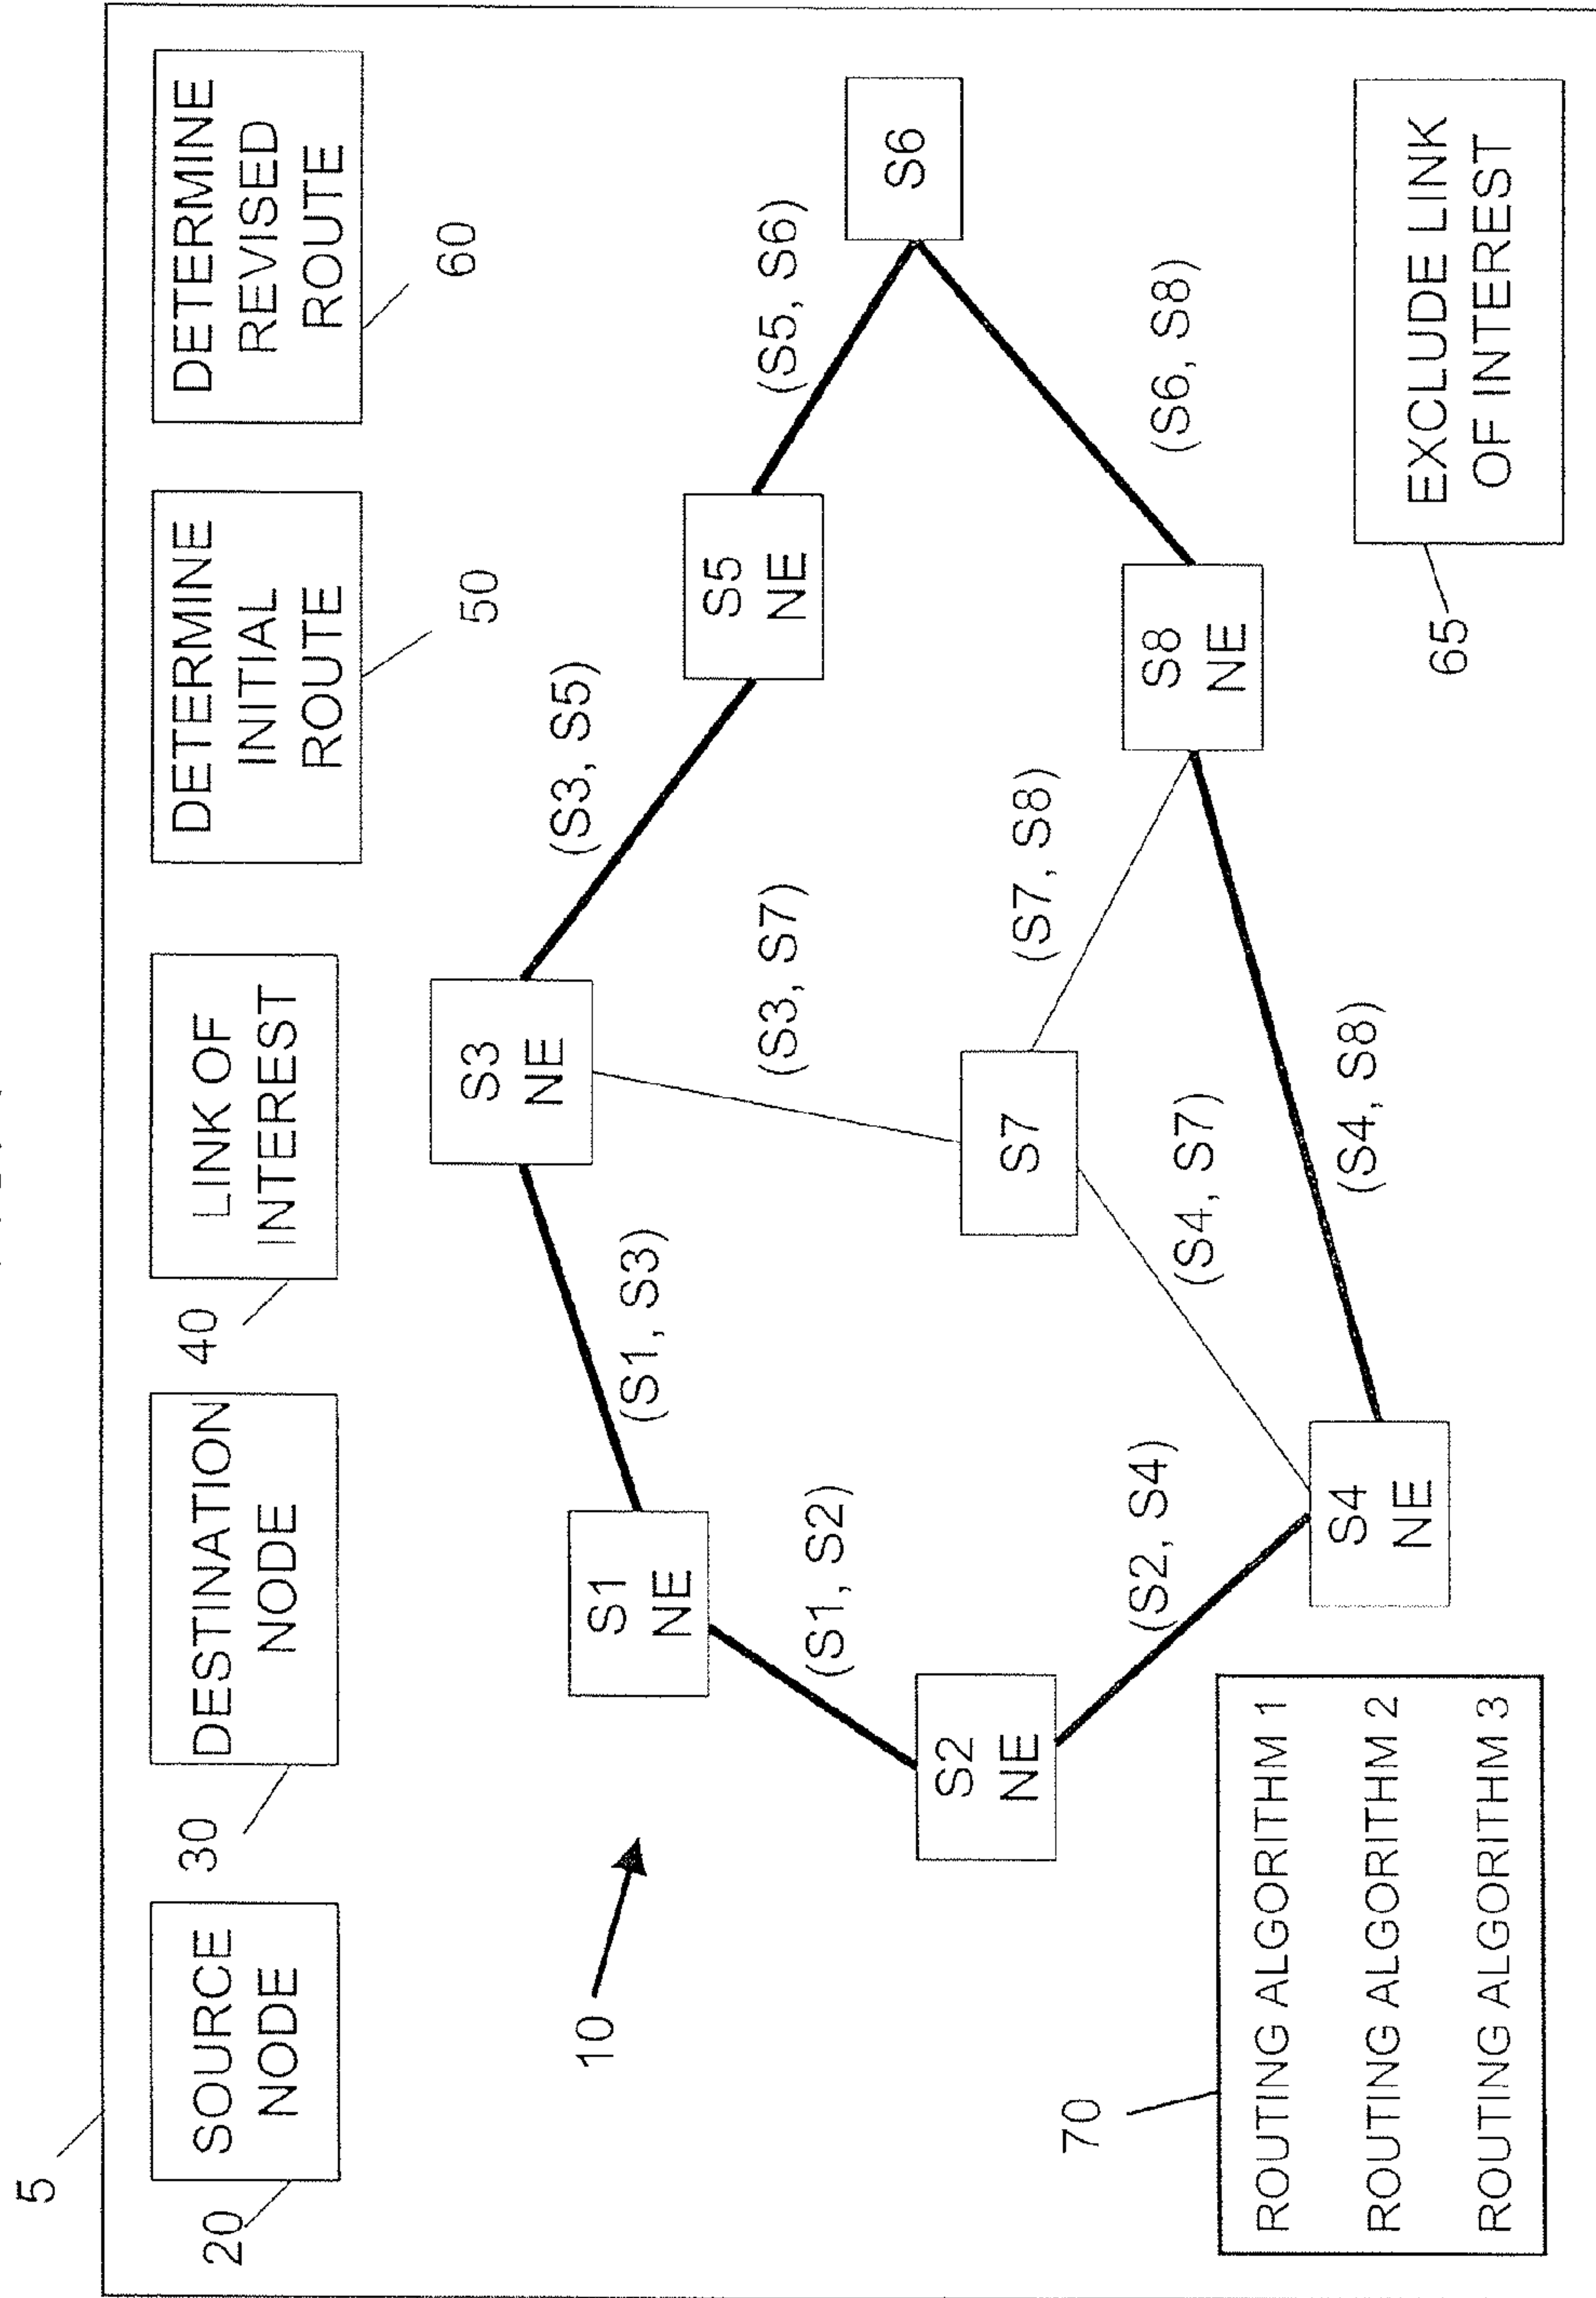 5
20
SOURCE
NODE
30
DESTINATION
NODE
40
LINK OF
INTEREST
DETERMINE
INITIAL
ROUTE
50
DETERMINE
REVISED
ROUTE
60
10
S1
NE
(S1, S3)
S3
NE
(S3, S5)
S5
NE
(S5, S6)
S6
(S1, S2)
(S3, S7)
S2
NE
(S2, S4)
S7
(S7, S8)
S8
NE
(S6, S8)
(S4, S7)
S4
NE
(S4, S8)
70
ROUTING ALGORITHM 1
ROUTING ALGORITHM 2
ROUTING ALGORITHM 3
65
EXCLUDE LINK
OF INTEREST